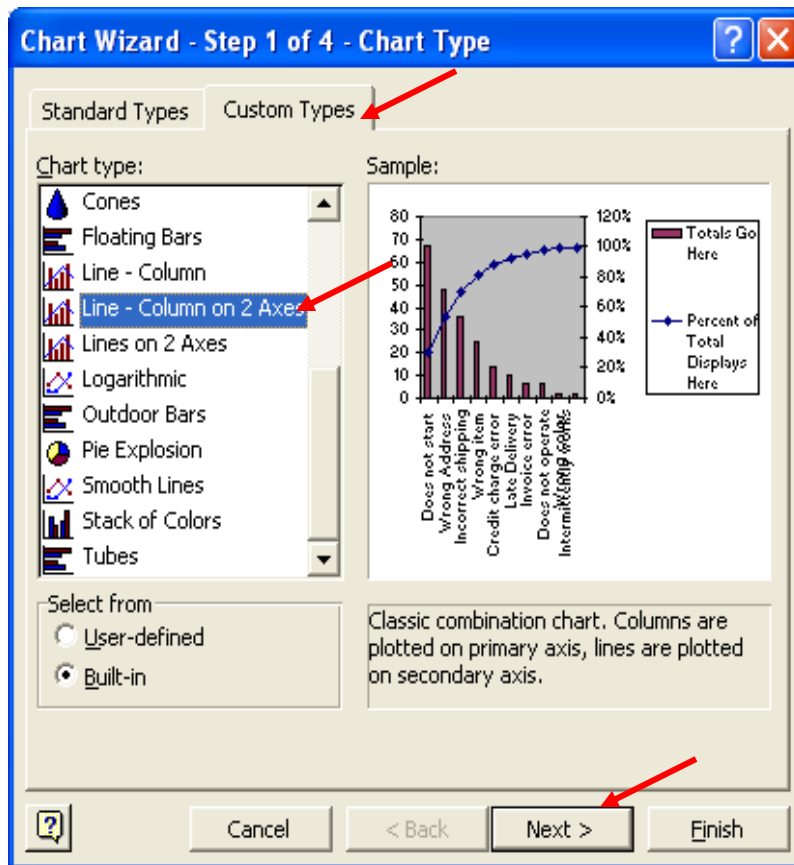 Chart Wizard - Step 1 of 4 - Chart Type
Standard Types
Custom Types
Chart type:
Cones
Floating Bars
Line - Column
Line - Column on 2 Axes
Lines on 2 Axes
Logarithmic
Outdoor Bars
Pie Explosion
Smooth Lines
Stack of Colors
Tubes
Sample:
80
70
60
50
40
30
20
10
0
120%
100%
80%
60%
40%
20%
0%
Does not start
Wrong Address
Incorrect shipping
Wrong item
Credit charge error
Late Delivery
Invoice error
Does not operate
Wrong color
Intermittently works
Totals Go
Here
Percent of
Total
Displays
Here
Select from
User-defined
Built-in
Classic combination chart. Columns are
plotted on primary axis, lines are plotted
on secondary axis.
Cancel
< Back
Next >
Finish